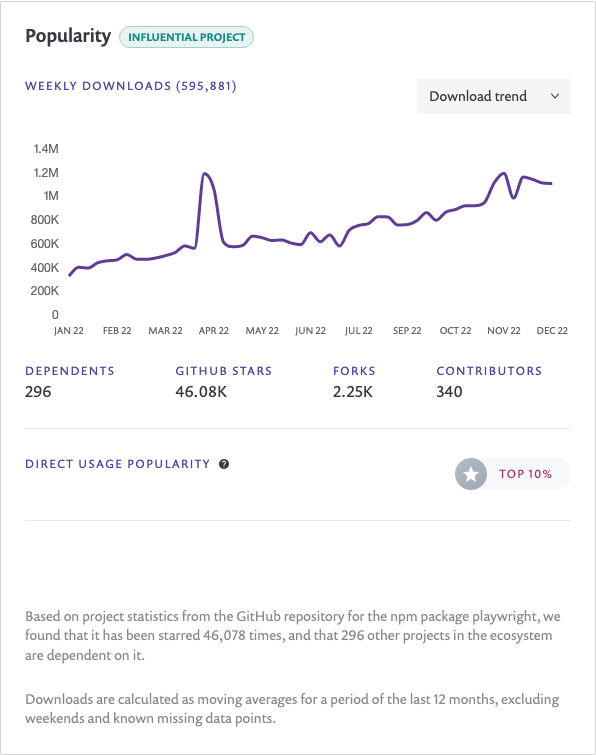 Popularity INFLUENTIAL PROJECT
WEEKLY DOWNLOADS (595,881)
Download trend
1.4M
1.2M
1M
800K
600K
400K
200K
0
JAN 22 FEB 22 MAR 22 APR 22 MAY 22 JUN 22 JUL 22 SEP 22 OCT 22 NOV 22 DEC 22
DEPENDENTS GITHUB STARS FORKS CONTRIBUTORS
296 46.08K 2.25K 340
DIRECT USAGE POPULARITY ?
TOP 10%
Based on project statistics from the GitHub repository for the npm package playwright, we
found that it has been starred 46,078 times, and that 296 other projects in the ecosystem
are dependent on it.
Downloads are calculated as moving averages for a period of the last 12 months, excluding
weekends and known missing data points.